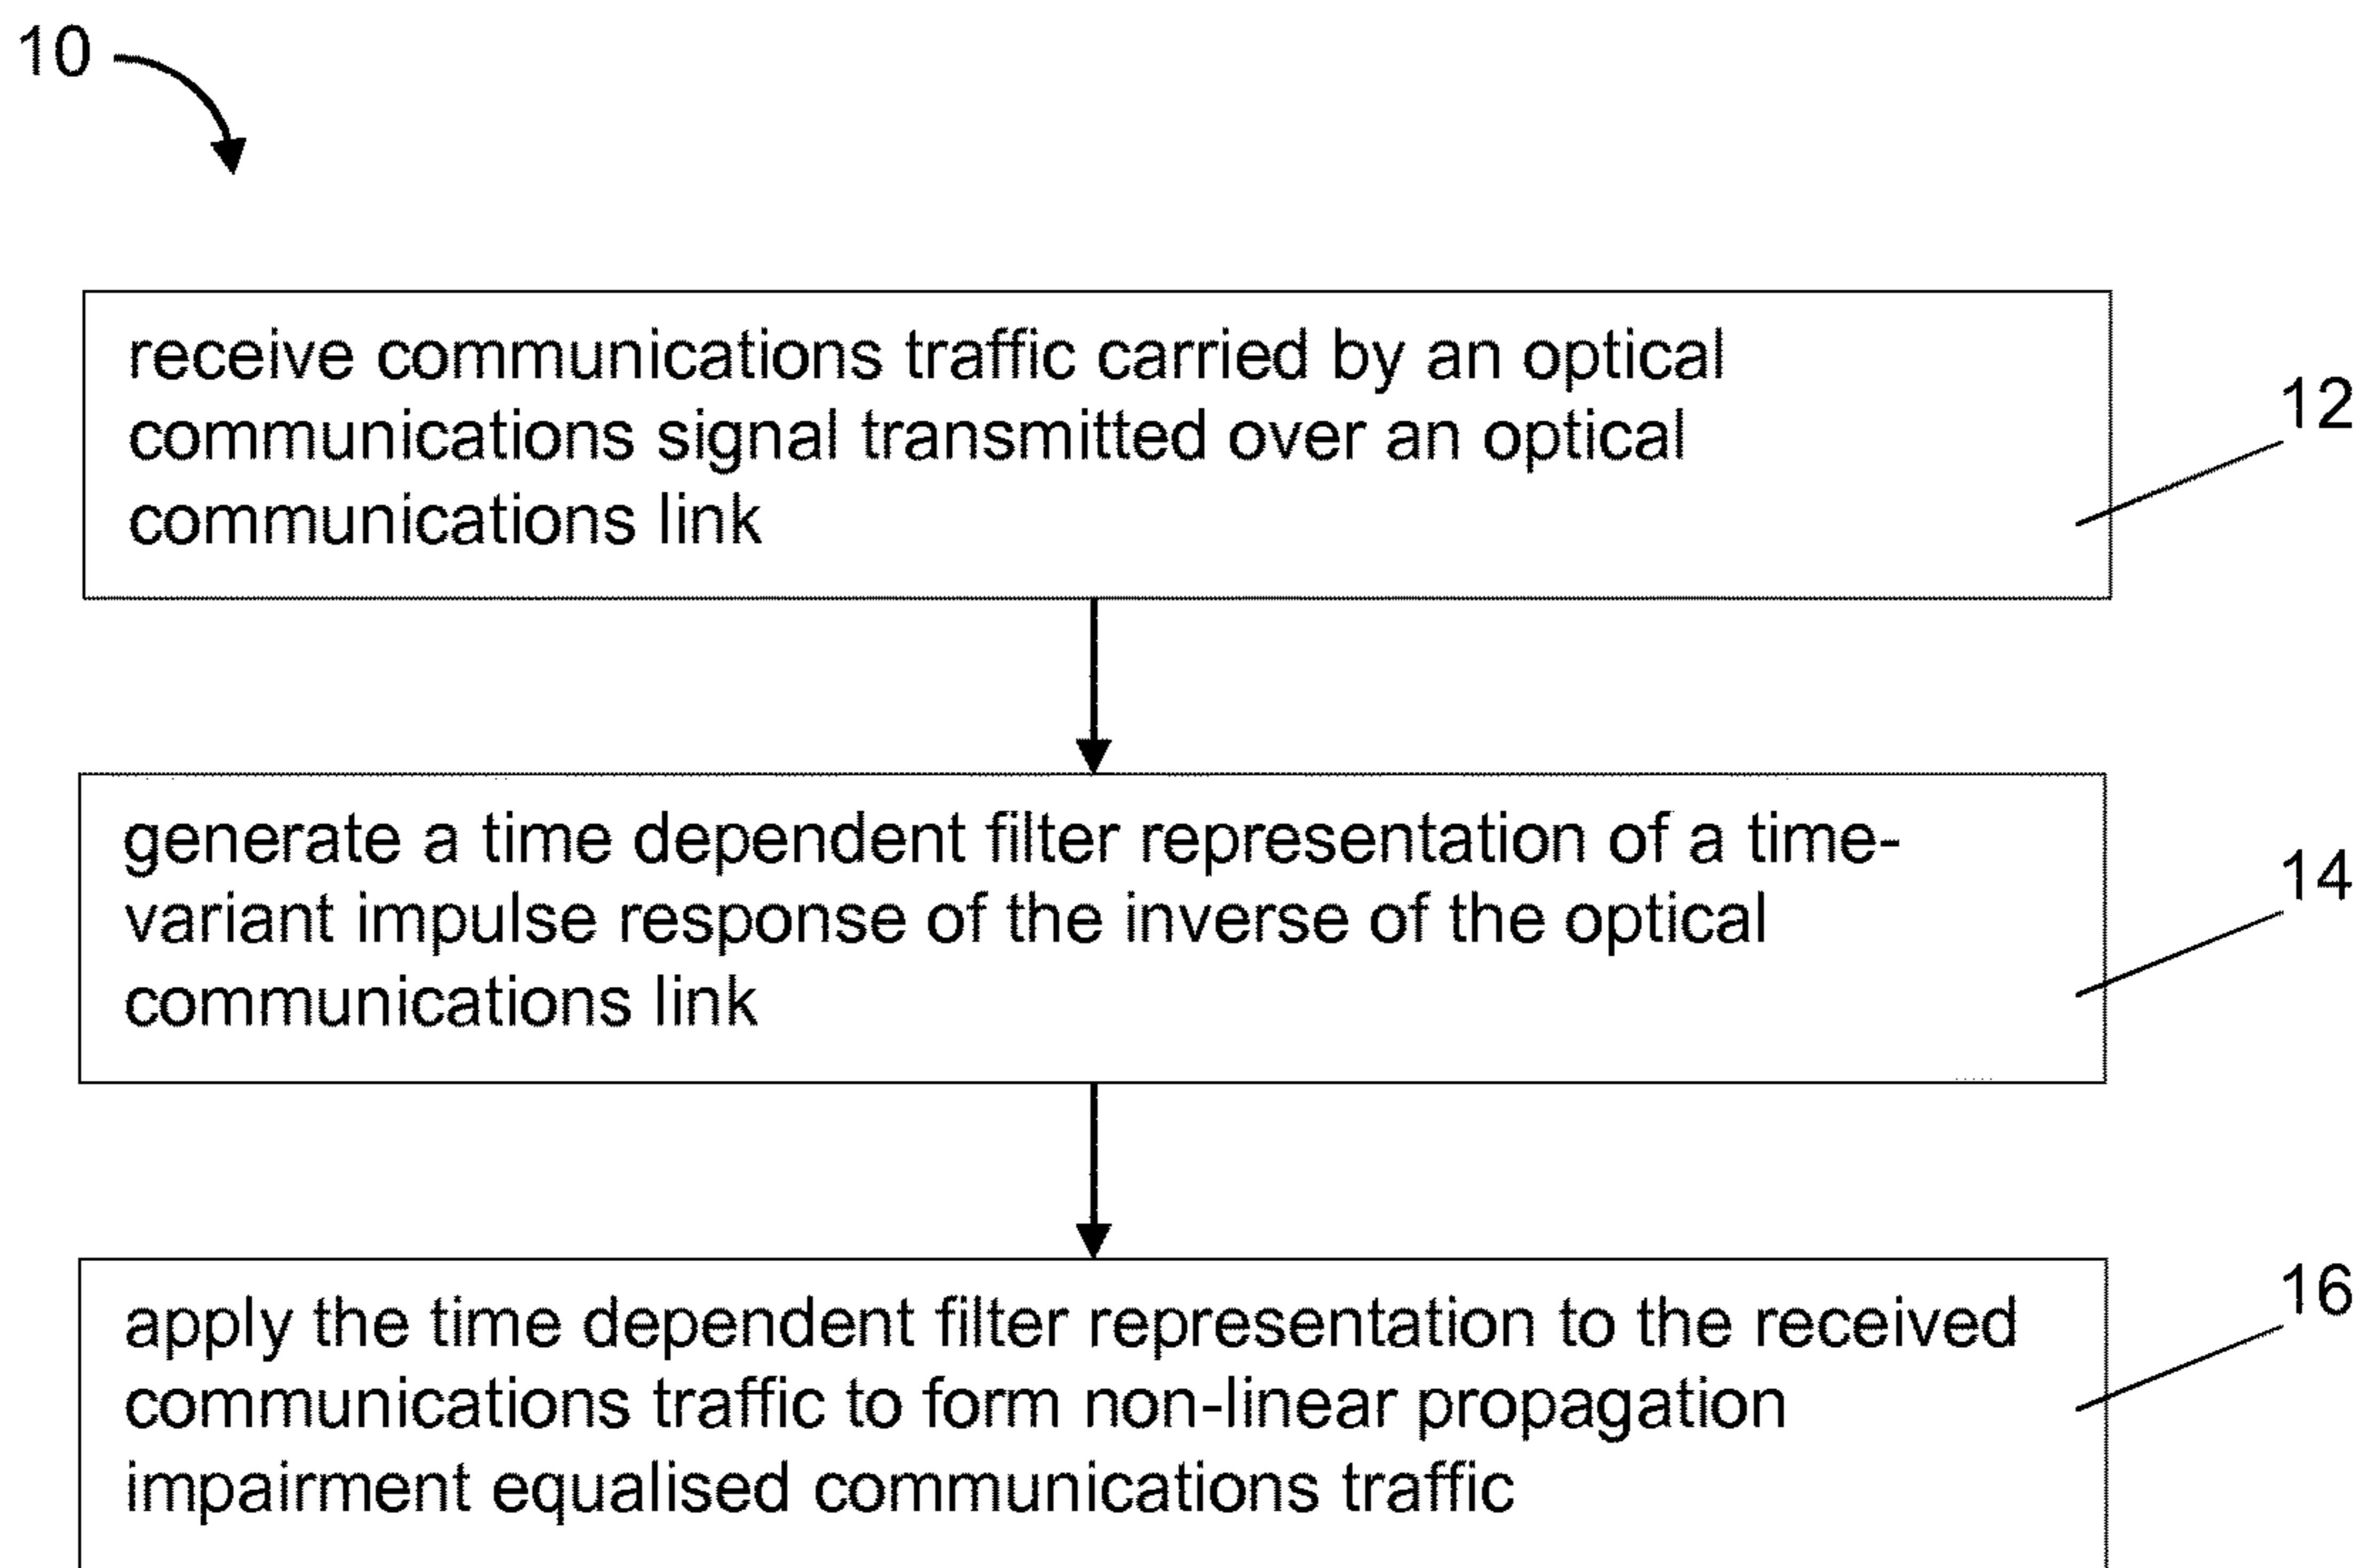 10
receive communications traffic carried by an optical
communications signal transmitted over an optical
communications link
12
generate a time dependent filter representation of a time-
variant impulse response of the inverse of the optical
communications link
14
apply the time dependent filter representation to the received
communications traffic to form non-linear propagation
impairment equalised communications traffic
16